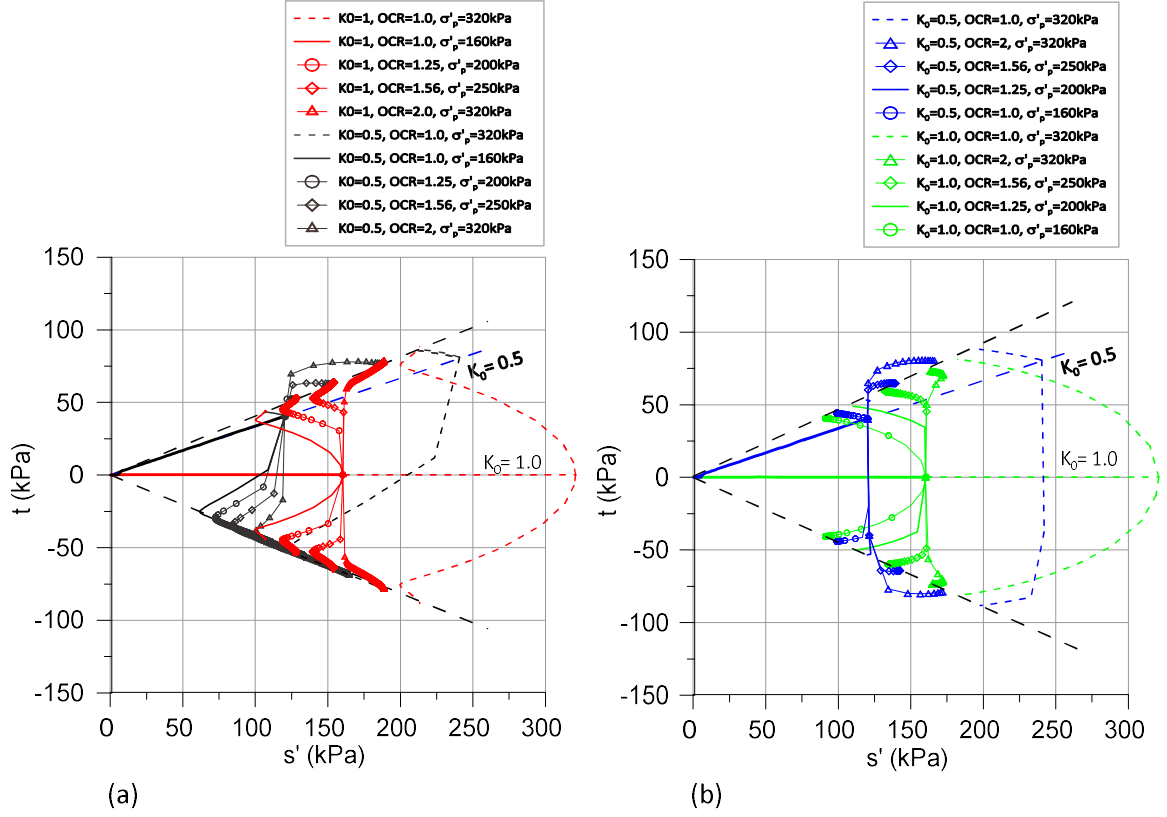 K0=1, OCR=1.0, σ'p=320kPa
K0=1, OCR=1.0, σ'p=160kPa
K0=1, OCR=1.25, σ'p=200kPa
K0=1, OCR=1.56, σ'p=250kPa
K0=1, OCR=2.0, σ'p=320kPa
K0=0.5, OCR=1.0, σ'p=320kPa
K0=0.5, OCR=1.0, σ'p=160kPa
K0=0.5, OCR=1.25, σ'p=200kPa
K0=0.5, OCR=1.56, σ'p=250kPa
K0=0.5, OCR=2, σ'p=320kPa
150
100
50
0
-50
-100
-150
t (kPa)
K0= 0.5
K0= 1.0
0
50
100
150
200
250
300
s' (kPa)
(a)
K0=0.5, OCR=1.0, σ'p=320kPa
K0=0.5, OCR=2, σ'p=320kPa
K0=0.5, OCR=1.56, σ'p=250kPa
K0=0.5, OCR=1.25, σ'p=200kPa
K0=0.5, OCR=1.0, σ'p=160kPa
K0=1.0, OCR=1.0, σ'p=320kPa
K0=1.0, OCR=2, σ'p=320kPa
K0=1.0, OCR=1.56, σ'p=250kPa
K0=1.0, OCR=1.25, σ'p=200kPa
K0=1.0, OCR=1.0, σ'p=160kPa
150
100
50
0
-50
-100
-150
t (kPa)
K0= 0.5
K0= 1.0
0
50
100
150
200
250
300
s' (kPa)
(b)